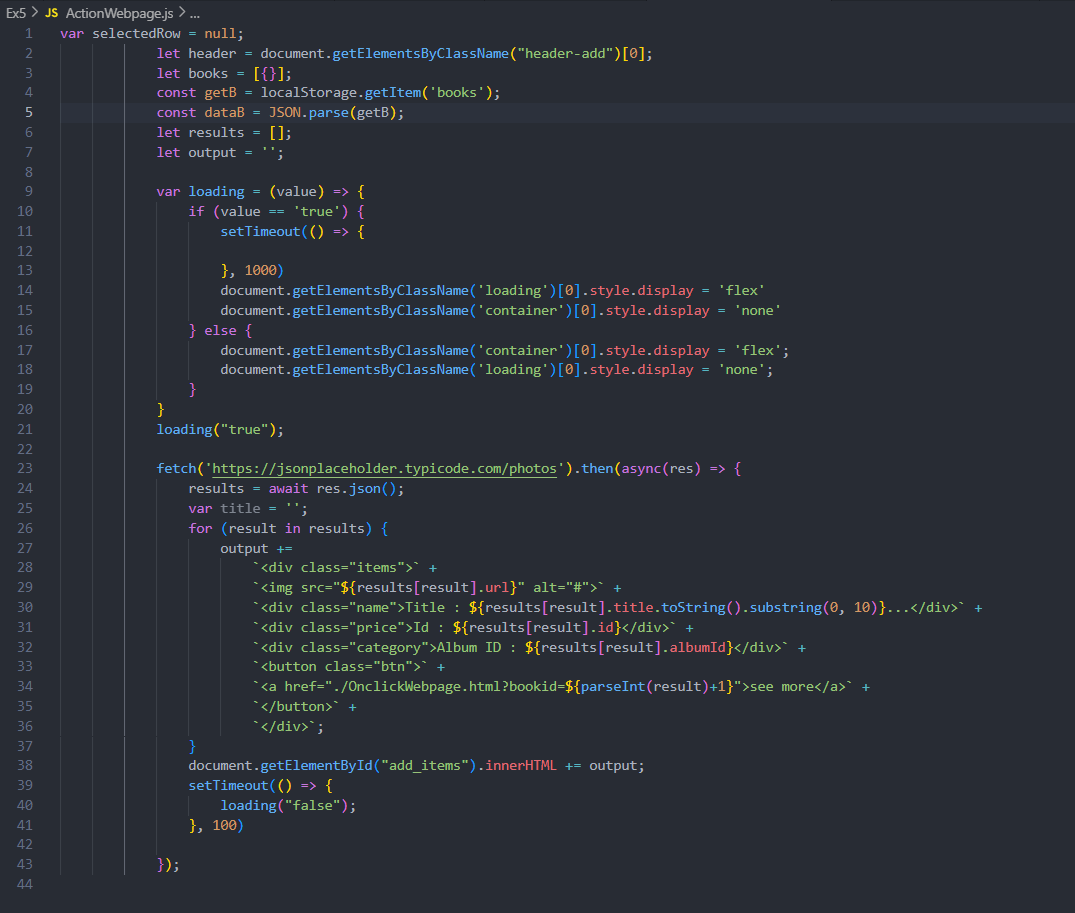 Ex5 > JS ActionWebpage.js > ...
1 var selectedRow = null;
2 let header = document.getElementsByClassName("header-add")[0];
3 let books = [{}];
4 const getB = localStorage.getItem('books');
5 const dataB = JSON.parse(getB);
6 let results = [];
7 let output = '';
8
9 var loading = (value) => {
10 if (value == 'true') {
11 setTimeout(() => {
12
13 }, 1000)
14 document.getElementsByClassName('loading')[0].style.display = 'flex'
15 document.getElementsByClassName('container')[0].style.display = 'none'
16 } else {
17 document.getElementsByClassName('container')[0].style.display = 'flex';
18 document.getElementsByClassName('loading')[0].style.display = 'none';
19 }
20 }
21 loading("true");
22
23 fetch('https://jsonplaceholder.typicode.com/photos').then(async(res) => {
24 results = await res.json();
25 var title = '';
26 for (result in results) {
27 output +=
28 `<div class="items">` +
29 `<img src="${results[result].url}" alt="#">` +
30 `<div class="name">Title : ${results[result].title.toString().substring(0, 10)}...</div>` +
31 `<div class="price">Id : ${results[result].id}</div>` +
32 `<div class="category">Album ID : ${results[result].albumId}</div>` +
33 `<button class="btn">` +
34 `<a href="./OnclickWebpage.html?bookid=${parseInt(result)+1}">see more</a>` +
35 `</button>` +
36 `</div>`;
37 }
38 document.getElementById("add_items").innerHTML += output;
39 setTimeout(() => {
40 loading("false");
41 }, 100)
42
43 });
44